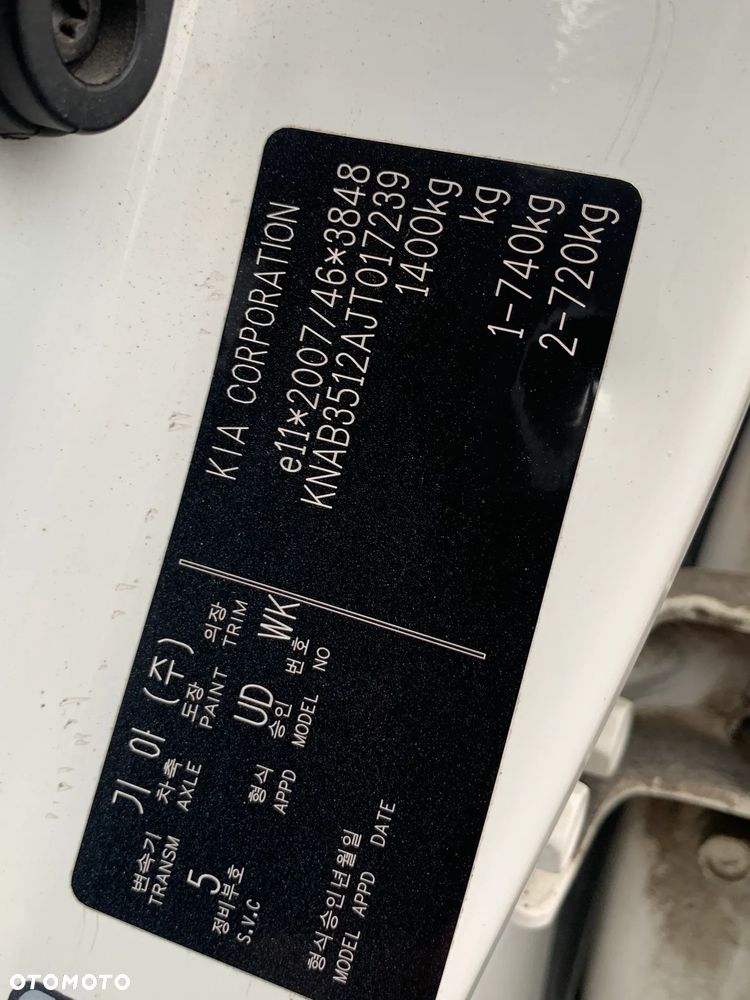 KIA CORPORATION
e11*2007/46*3848
KNAB3512AJT017239
1400kg
kg
1-740kg
2-720kg
기아 (주)
변속기 차축 도장 의장
TRANSM AXLE PAINT TRIM
5 UD WK
정비부호 형식 승인 번호
S.V.C APPD MODEL NO
형식승인년월일
MODEL APPD DATE
OTOMOTO